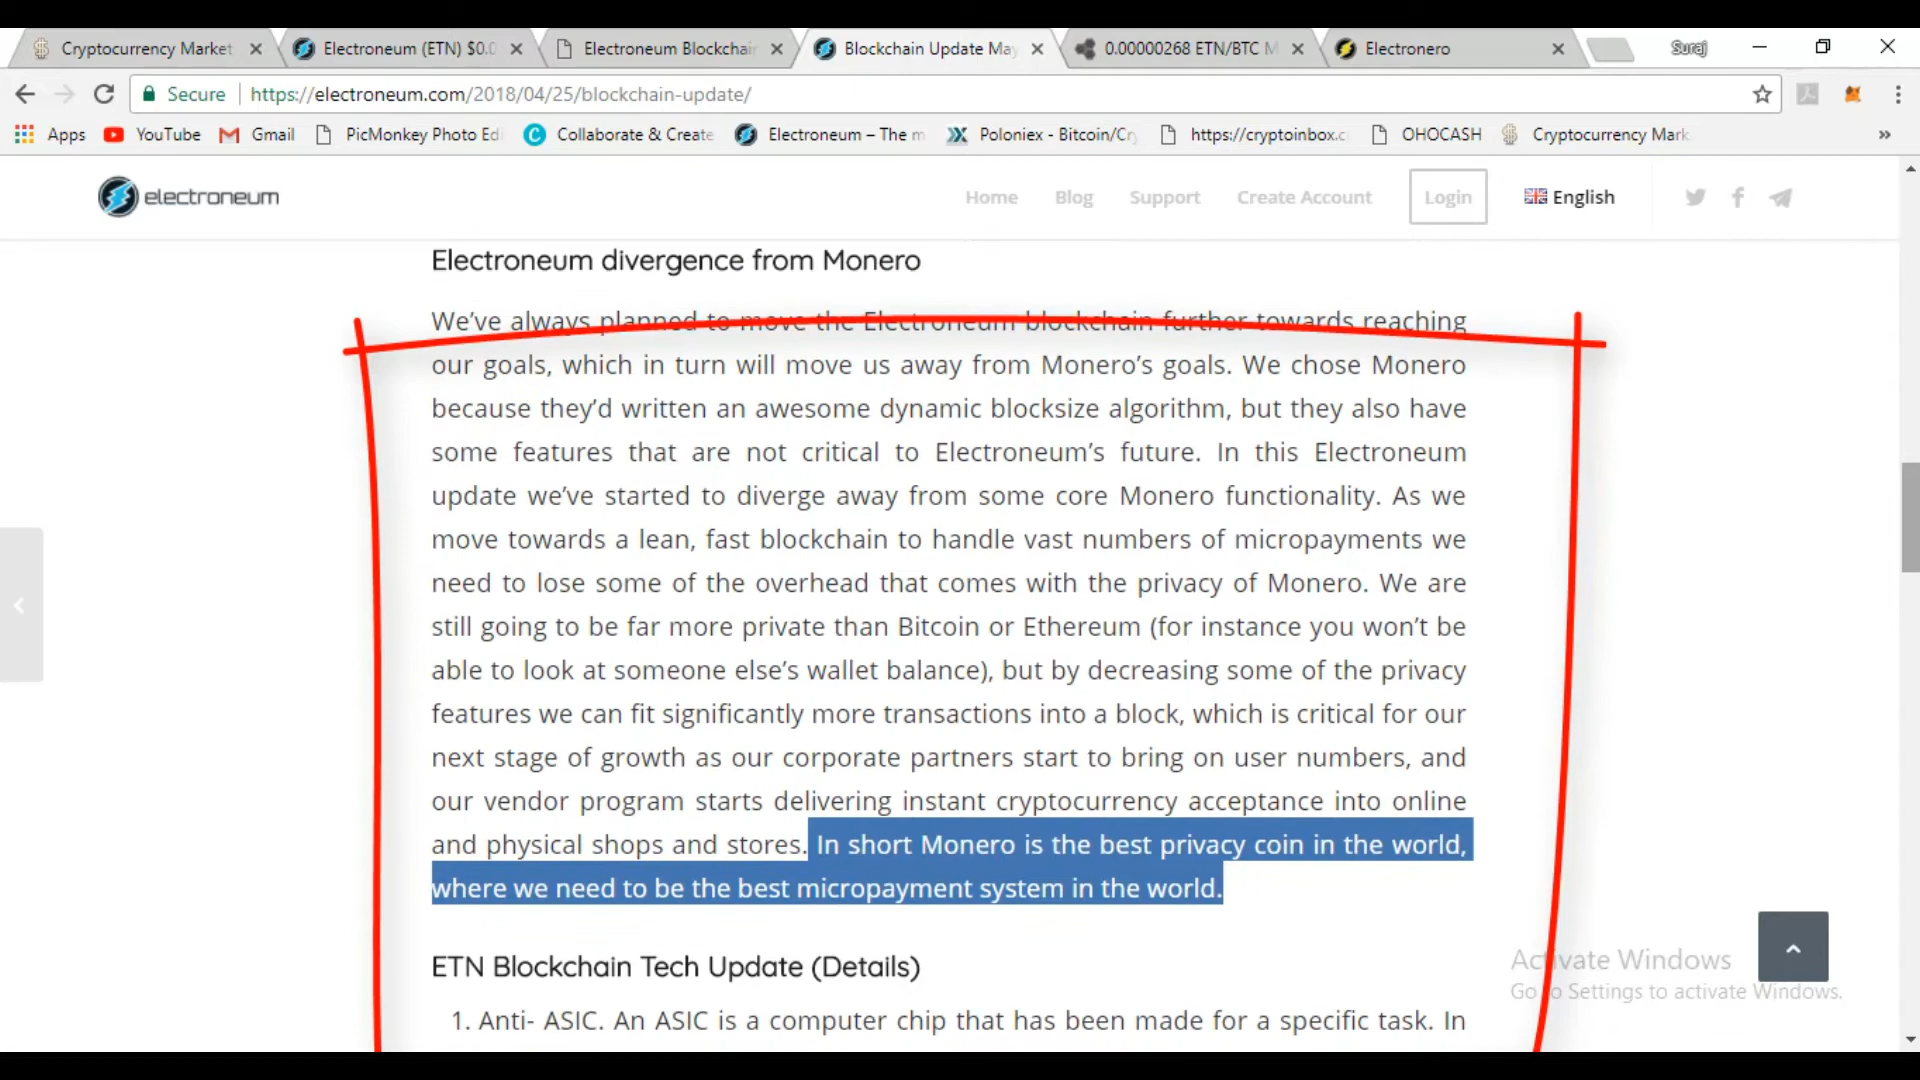 Cryptocurrency Market
Electroneum (ETN) $0.0
Electroneum Blockchain
Blockchain Update May
0.00000268 ETN/BTC M
Electronero
Suraj
Secure
https://electroneum.com/2018/04/25/blockchain-update/
Apps
YouTube
Gmail
PicMonkey Photo Edi
Collaborate & Create
Electroneum – The m
Poloniex - Bitcoin/Cry
https://cryptoinbox.c
OHOCASH
Cryptocurrency Mark
»
electroneum
Home
Blog
Support
Create Account
Login
English
Electroneum divergence from Monero
We’ve always planned to move the Electroneum blockchain further towards reaching
our goals, which in turn will move us away from Monero’s goals. We chose Monero
because they’d written an awesome dynamic blocksize algorithm, but they also have
some features that are not critical to Electroneum’s future. In this Electroneum
update we’ve started to diverge away from some core Monero functionality. As we
move towards a lean, fast blockchain to handle vast numbers of micropayments we
need to lose some of the overhead that comes with the privacy of Monero. We are
still going to be far more private than Bitcoin or Ethereum (for instance you won’t be
able to look at someone else’s wallet balance), but by decreasing some of the privacy
features we can fit significantly more transactions into a block, which is critical for our
next stage of growth as our corporate partners start to bring on user numbers, and
our vendor program starts delivering instant cryptocurrency acceptance into online
and physical shops and stores. In short Monero is the best privacy coin in the world,
where we need to be the best micropayment system in the world.
ETN Blockchain Tech Update (Details)
1. Anti- ASIC. An ASIC is a computer chip that has been made for a specific task. In
Activate Windows
Go to Settings to activate Windows.